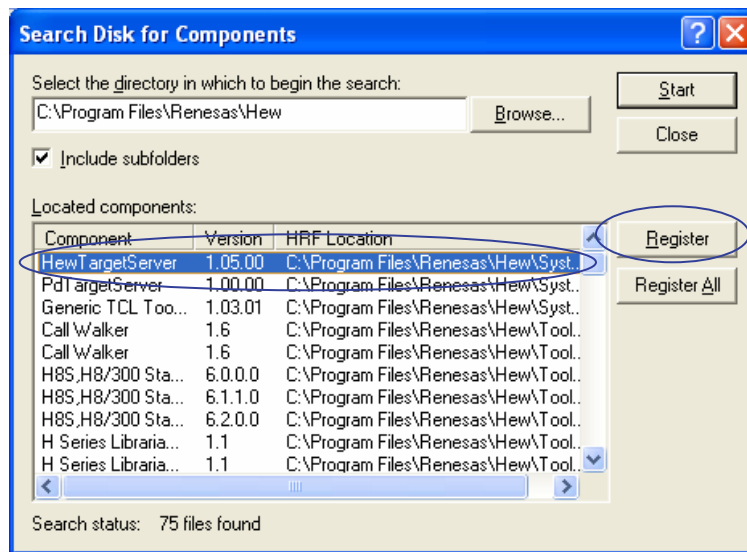 Search Disk for Components
Select the directory in which to begin the search:
C:\Program Files\Renesas\Hew
Browse...
Start
Close
Include subfolders
Located components:
Component Version HRF Location
HewTargetServer 1.05.00 C:\Program Files\Renesas\Hew\Syst..
PdTargetServer 1.00.00 C:\Program Files\Renesas\Hew\Syst..
Generic TCL Too... 1.03.01 C:\Program Files\Renesas\Hew\Syst..
Call Walker 1.6 C:\Program Files\Renesas\Hew\Tool..
Call Walker 1.6 C:\Program Files\Renesas\Hew\Tool..
H8S,H8/300 Sta... 6.0.0.0 C:\Program Files\Renesas\Hew\Tool..
H8S,H8/300 Sta... 6.1.1.0 C:\Program Files\Renesas\Hew\Tool..
H8S,H8/300 Sta... 6.2.0.0 C:\Program Files\Renesas\Hew\Tool..
H Series Libraria... 1.1 C:\Program Files\Renesas\Hew\Tool..
H Series Libraria... 1.1 C:\Program Files\Renesas\Hew\Tool..
Register
Register All
Search status: 75 files found